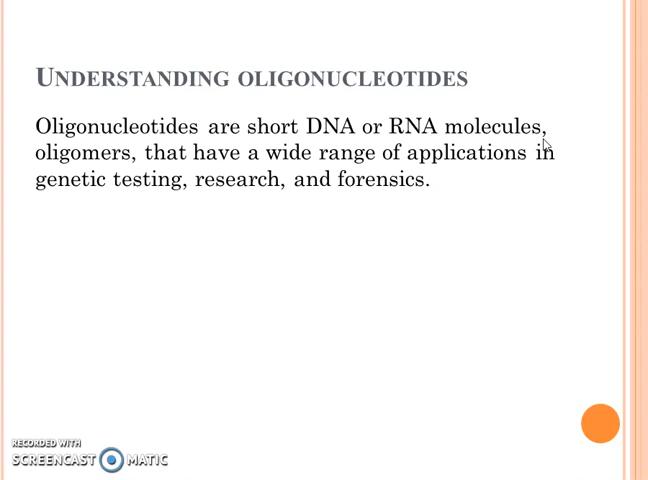 UNDERSTANDING OLIGONUCLEOTIDES
Oligonucleotides are short DNA or RNA molecules,
oligomers, that have a wide range of applications in
genetic testing, research, and forensics.
RECORDED WITH
SCREENCAST MATIC